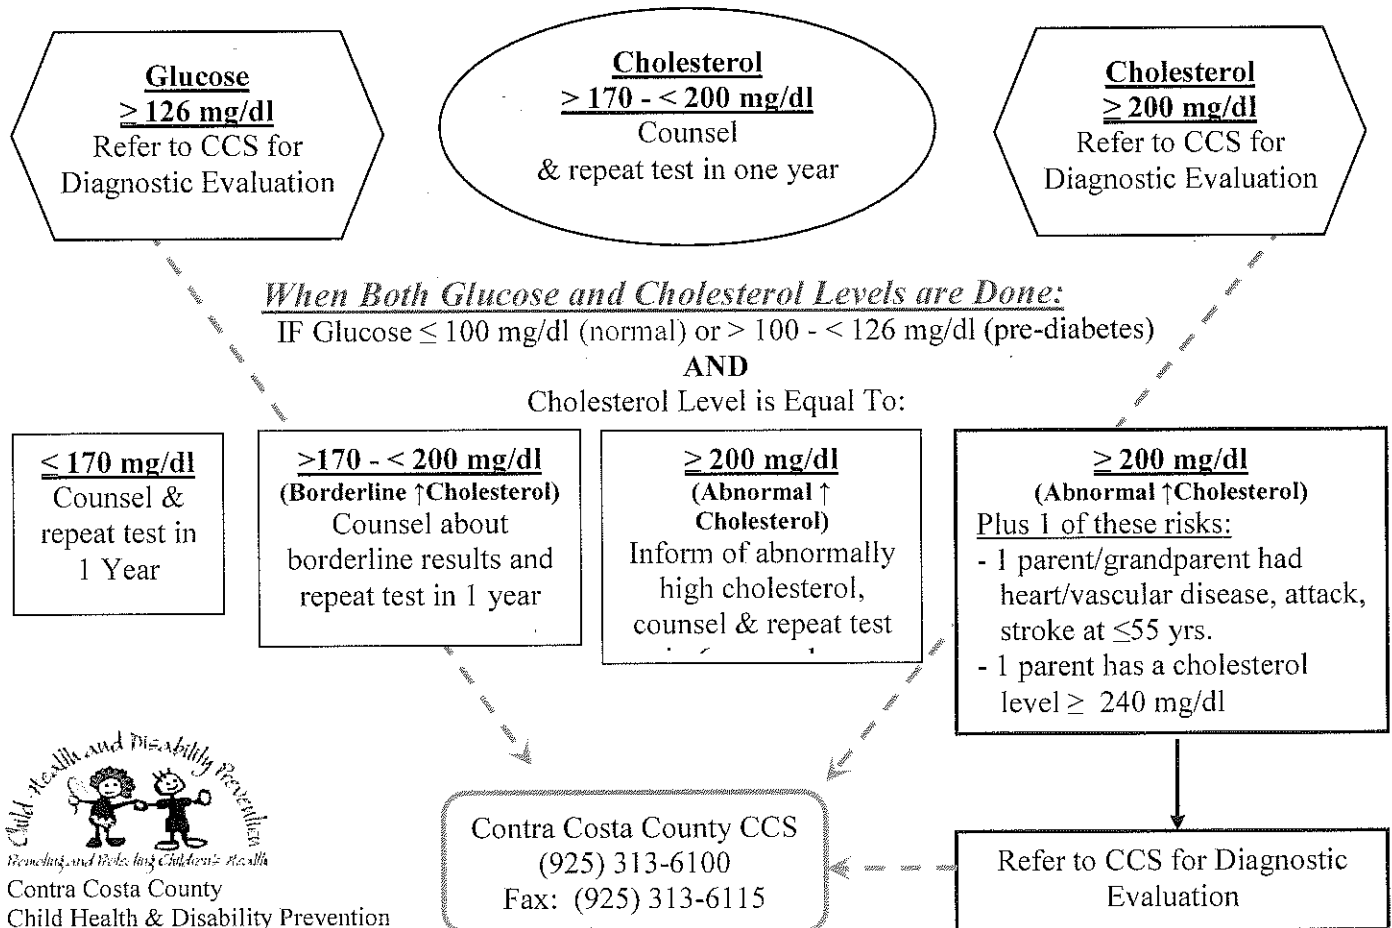 Glucose
≥ 126 mg/dl
Refer to CCS for
Diagnostic Evaluation
Cholesterol
> 170 - < 200 mg/dl
Counsel
& repeat test in one year
Cholesterol
≥ 200 mg/dl
Refer to CCS for
Diagnostic Evaluation
When Both Glucose and Cholesterol Levels are Done:
IF Glucose ≤ 100 mg/dl (normal) or > 100 - < 126 mg/dl (pre-diabetes)
AND
Cholesterol Level is Equal To:
≤ 170 mg/dl
Counsel &
repeat test in
1 Year
>170 - < 200 mg/dl
(Borderline ↑Cholesterol)
Counsel about
borderline results and
repeat test in 1 year
≥ 200 mg/dl
(Abnormal ↑
Cholesterol)
Inform of abnormally
high cholesterol,
counsel & repeat test
≥ 200 mg/dl
(Abnormal ↑Cholesterol)
Plus 1 of these risks:
- 1 parent/grandparent had
heart/vascular disease, attack,
stroke at ≤55 yrs.
- 1 parent has a cholesterol
level ≥ 240 mg/dl
Child Health and Disability Prevention
Contra Costa County
Child Health & Disability Prevention
Contra Costa County CCS
(925) 313-6100
Fax: (925) 313-6115
Refer to CCS for Diagnostic
Evaluation